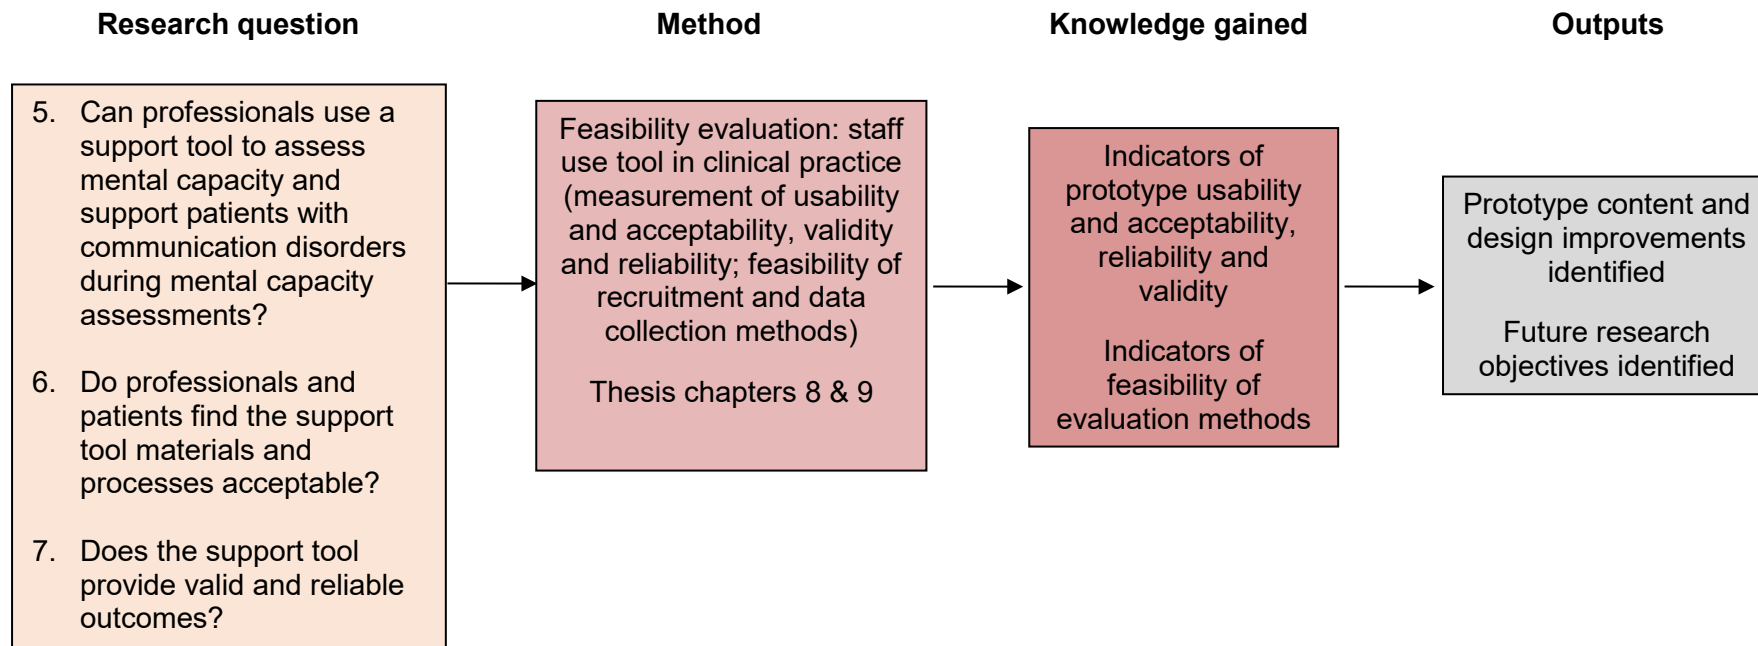 Research question
Method
Knowledge gained
Outputs
5. Can professionals use a
support tool to assess
mental capacity and
support patients with
communication disorders
during mental capacity
assessments?
6. Do professionals and
patients find the support
tool materials and
processes acceptable?
7. Does the support tool
provide valid and reliable
outcomes?
Feasibility evaluation: staff
use tool in clinical practice
(measurement of usability
and acceptability, validity
and reliability; feasibility of
recruitment and data
collection methods)
Thesis chapters 8 & 9
Indicators of
prototype usability
and acceptability,
reliability and
validity
Indicators of
feasibility of
evaluation methods
Prototype content and
design improvements
identified
Future research
objectives identified